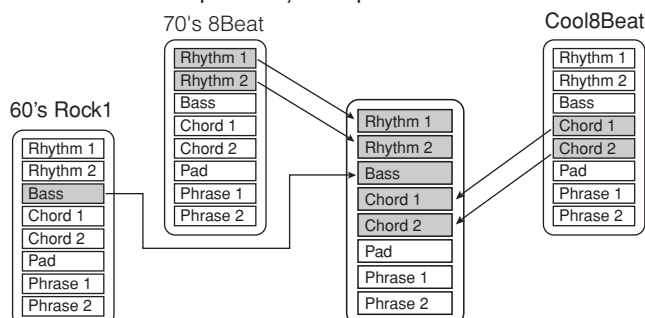 70's 8Beat
Rhythm 1
Rhythm 2
Bass
Chord 1
Chord 2
Pad
Phrase 1
Phrase 2
Cool8Beat
Rhythm 1
Rhythm 2
Bass
Chord 1
Chord 2
Pad
Phrase 1
Phrase 2
60's Rock1
Rhythm 1
Rhythm 2
Bass
Chord 1
Chord 2
Pad
Phrase 1
Phrase 2
Rhythm 1
Rhythm 2
Bass
Chord 1
Chord 2
Pad
Phrase 1
Phrase 2